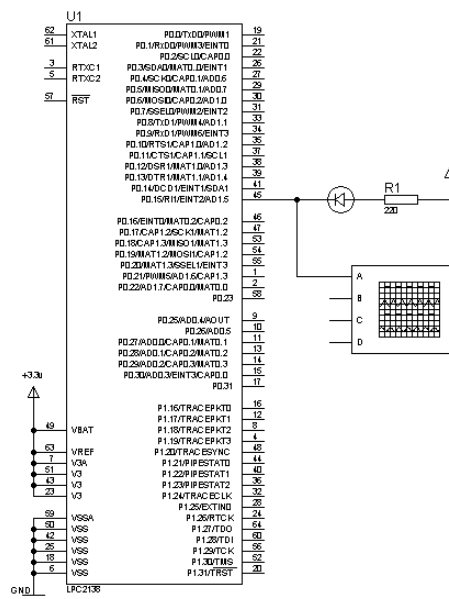 U1
62 XTAL1
61 XTAL2
3 RTXC1
5 RTXC2
57 RST
P0.0/TxD0/PWM1 19
P0.1/RxD0/PWM3/EINT0 21
P0.2/SCL0/CAP0.0 22
P0.3/SDA0/MAT0.0/EINT1 26
P0.4/SCK0/CAP0.1/AD0.6 27
P0.5/MISO0/MAT0.1/AD0.7 29
P0.6/MOSI0/CAP0.2/AD1.0 30
P0.7/SSEL0/PWM2/EINT2 31
P0.8/TxD1/PWM4/AD1.1 33
P0.9/RxD1/PWM6/EINT3 34
P0.10/RTS1/CAP1.0/AD1.2 35
P0.11/CTS1/CAP1.1/SCL1 37
P0.12/DSR1/MAT1.0/AD1.3 38
P0.13/DTR1/MAT1.1/AD1.4 39
P0.14/DCD1/EINT1/SDA1 41
P0.15/RI1/EINT2/AD1.5 45
P0.16/EINT0/MAT0.2/CAP0.2 46
P0.17/CAP1.2/SCK1/MAT1.2 47
P0.18/CAP1.3/MISO1/MAT1.3 53
P0.19/MAT1.2/MOSI1/CAP1.2 54
P0.20/MAT1.3/SSEL1/EINT3 55
P0.21/PWM5/AD1.6/CAP1.3 1
P0.22/AD1.7/CAP0.0/MAT0.0 2
P0.23 58
P0.25/AD0.4/AOUT 9
P0.26/AD0.5 10
P0.27/AD0.0/CAP0.1/MAT0.1 11
P0.28/AD0.1/CAP0.2/MAT0.2 13
P0.29/AD0.2/CAP0.3/MAT0.3 14
P0.30/AD0.3/EINT3/CAP0.0 15
P0.31 17
P1.16/TRACEPKT0 16
P1.17/TRACEPKT1 12
P1.18/TRACEPKT2 8
P1.19/TRACEPKT3 4
P1.20/TRACESYNC 48
P1.21/PIPESTAT0 44
P1.22/PIPESTAT1 40
P1.23/PIPESTAT2 36
P1.24/TRACECLK 32
P1.25/EXTIN0 28
P1.26/RTCK 24
P1.27/TDO 64
P1.28/TDI 60
P1.29/TCK 56
P1.30/TMS 52
P1.31/TRST 20
+3.3v
49 VBAT
63 VREF
7 V3A
51 V3
43 V3
23 V3
59 VSSA
50 VSS
42 VSS
25 VSS
18 VSS
6 VSS
GND
LPC2138
R1
220
A
B
C
D